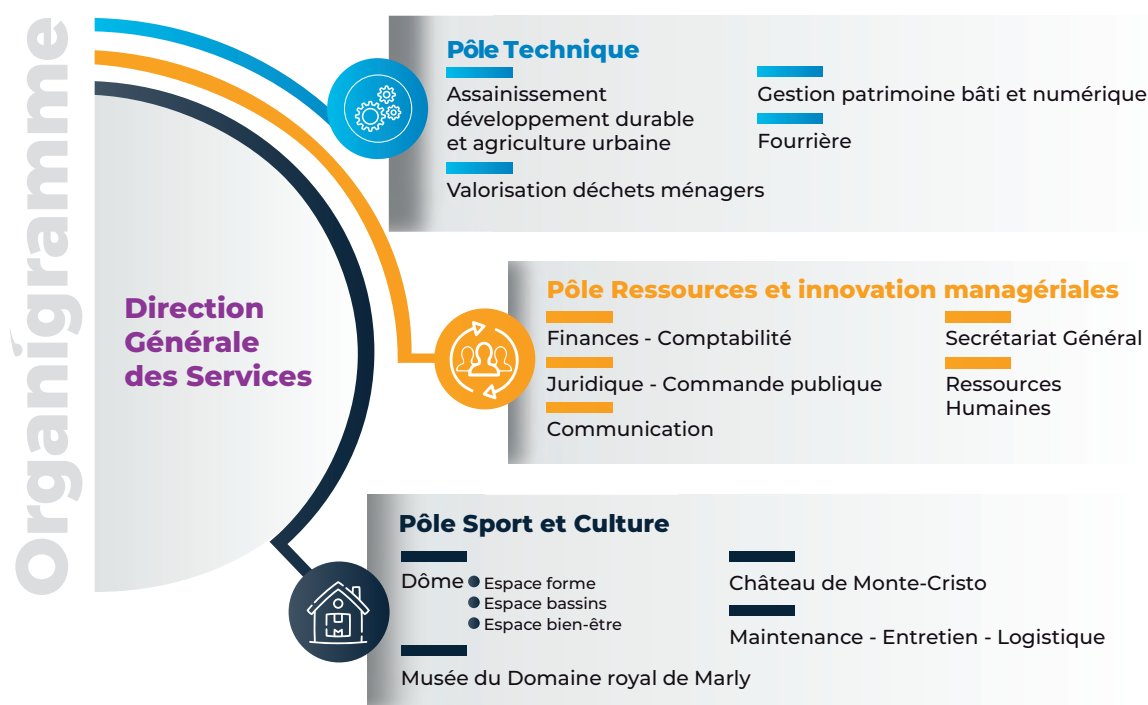 Organigramme
Direction
Générale
des Services
Pôle Technique
Assainissement
développement durable
et agriculture urbaine
Valorisation déchets ménagers
Gestion patrimoine bâti et numérique
Fourrière
Pôle Ressources et innovation managériales
Finances - Comptabilité
Juridique - Commande publique
Communication
Secrétariat Général
Ressources
Humaines
Pôle Sport et Culture
Dôme
Espace forme
Espace bassins
Espace bien-être
Musée du Domaine royal de Marly
Château de Monte-Cristo
Maintenance - Entretien - Logistique